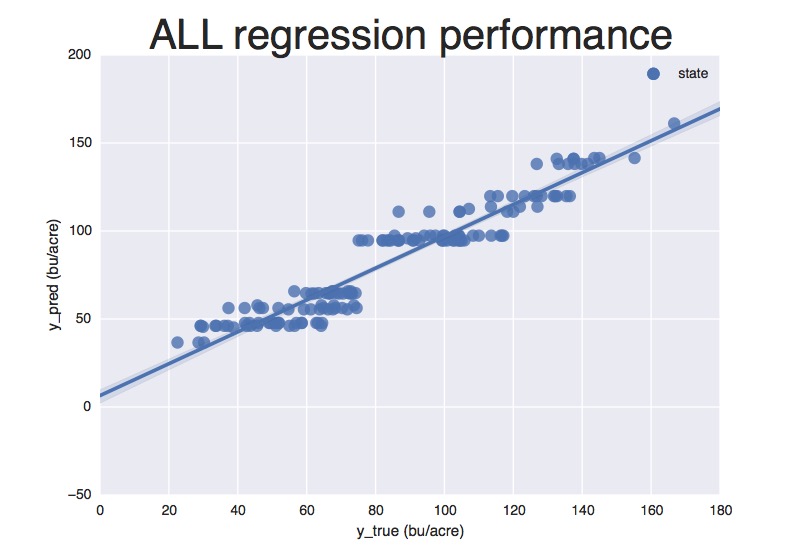 ALL regression performance
state
200
150
100
50
0
−50
y_pred (bu/acre)
0 20 40 60 80 100 120 140 160 180
y_true (bu/acre)